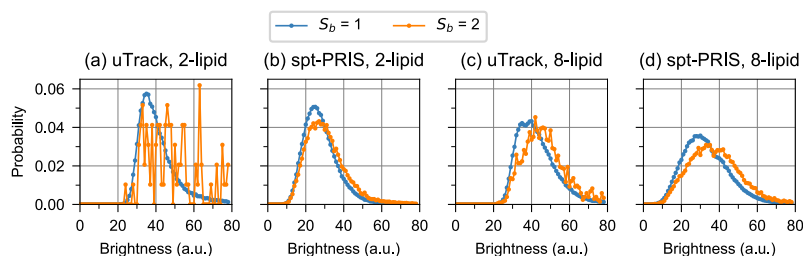 S_b = 1
S_b = 2
(a) uTrack, 2-lipid
(b) spt-PRIS, 2-lipid
(c) uTrack, 8-lipid
(d) spt-PRIS, 8-lipid
Probability
0.06
0.04
0.02
0.00
0 20 40 60 80
0 20 40 60 80
0 20 40 60 80
0 20 40 60 80
Brightness (a.u.)
Brightness (a.u.)
Brightness (a.u.)
Brightness (a.u.)